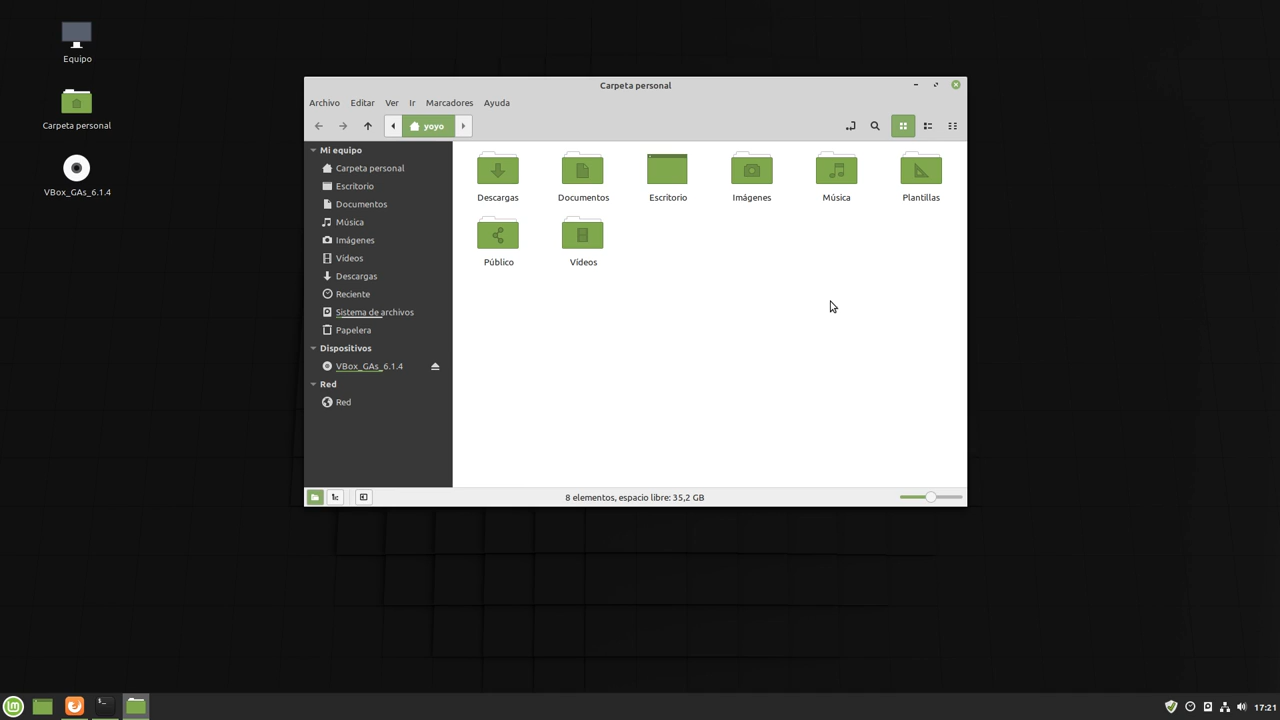 Equipo
Carpeta personal
VBox_GAs_6.1.4
Carpeta personal
Archivo Editar Ver Ir Marcadores Ayuda
yoyo
Mi equipo
Carpeta personal
Escritorio
Documentos
Música
Imágenes
Vídeos
Descargas
Reciente
Sistema de archivos
Papelera
Dispositivos
VBox_GAs_6.1.4
Red
Red
Descargas Documentos Escritorio Imágenes Música Plantillas
Público Vídeos
8 elementos, espacio libre: 35,2 GB
17:21